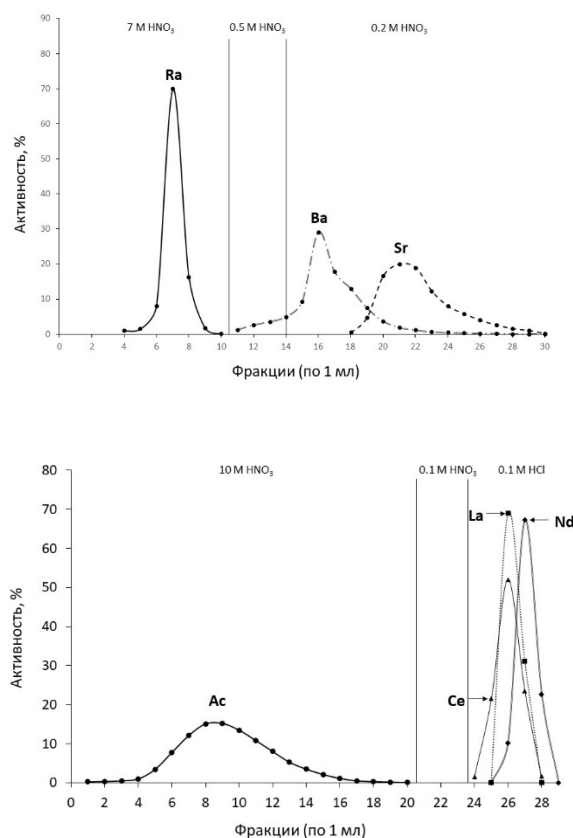 7 M HNO₃ 0.5 M HNO₃ 0.2 M HNO₃
90
80
70
60
50
40
30
20
10
0
Активность, %
Ra
Ba
Sr
0 2 4 6 8 10 12 14 16 18 20 22 24 26 28 30
Фракции (по 1 мл)
10 M HNO₃ 0.1 M HNO₃ 0.1 M HCl
80
70
60
50
40
30
20
10
0
Активность, %
Ac
La
Nd
Ce
0 2 4 6 8 10 12 14 16 18 20 22 24 26 28
Фракции (по 1 мл)